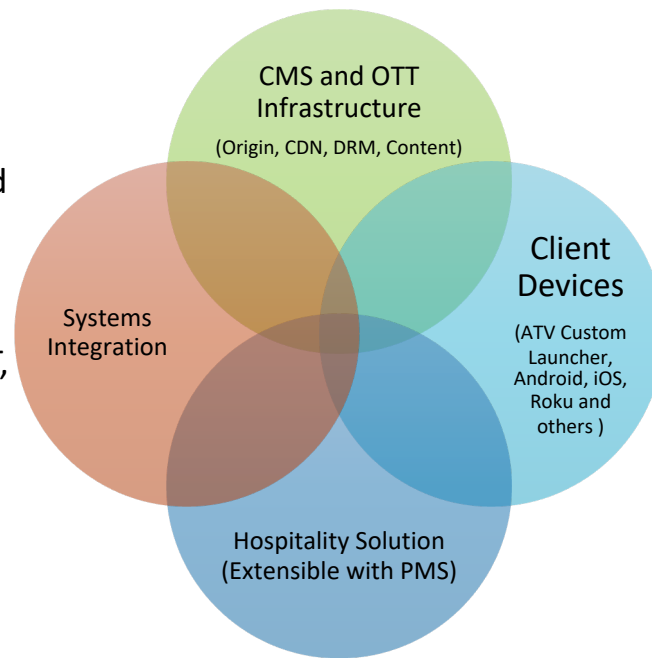 CMS and OTT
Infrastructure
(Origin, CDN, DRM, Content)
Client
Devices
(ATV Custom
Launcher,
Android, iOS,
Roku and
others )
Systems
Integration
Hospitality Solution
(Extensible with PMS)